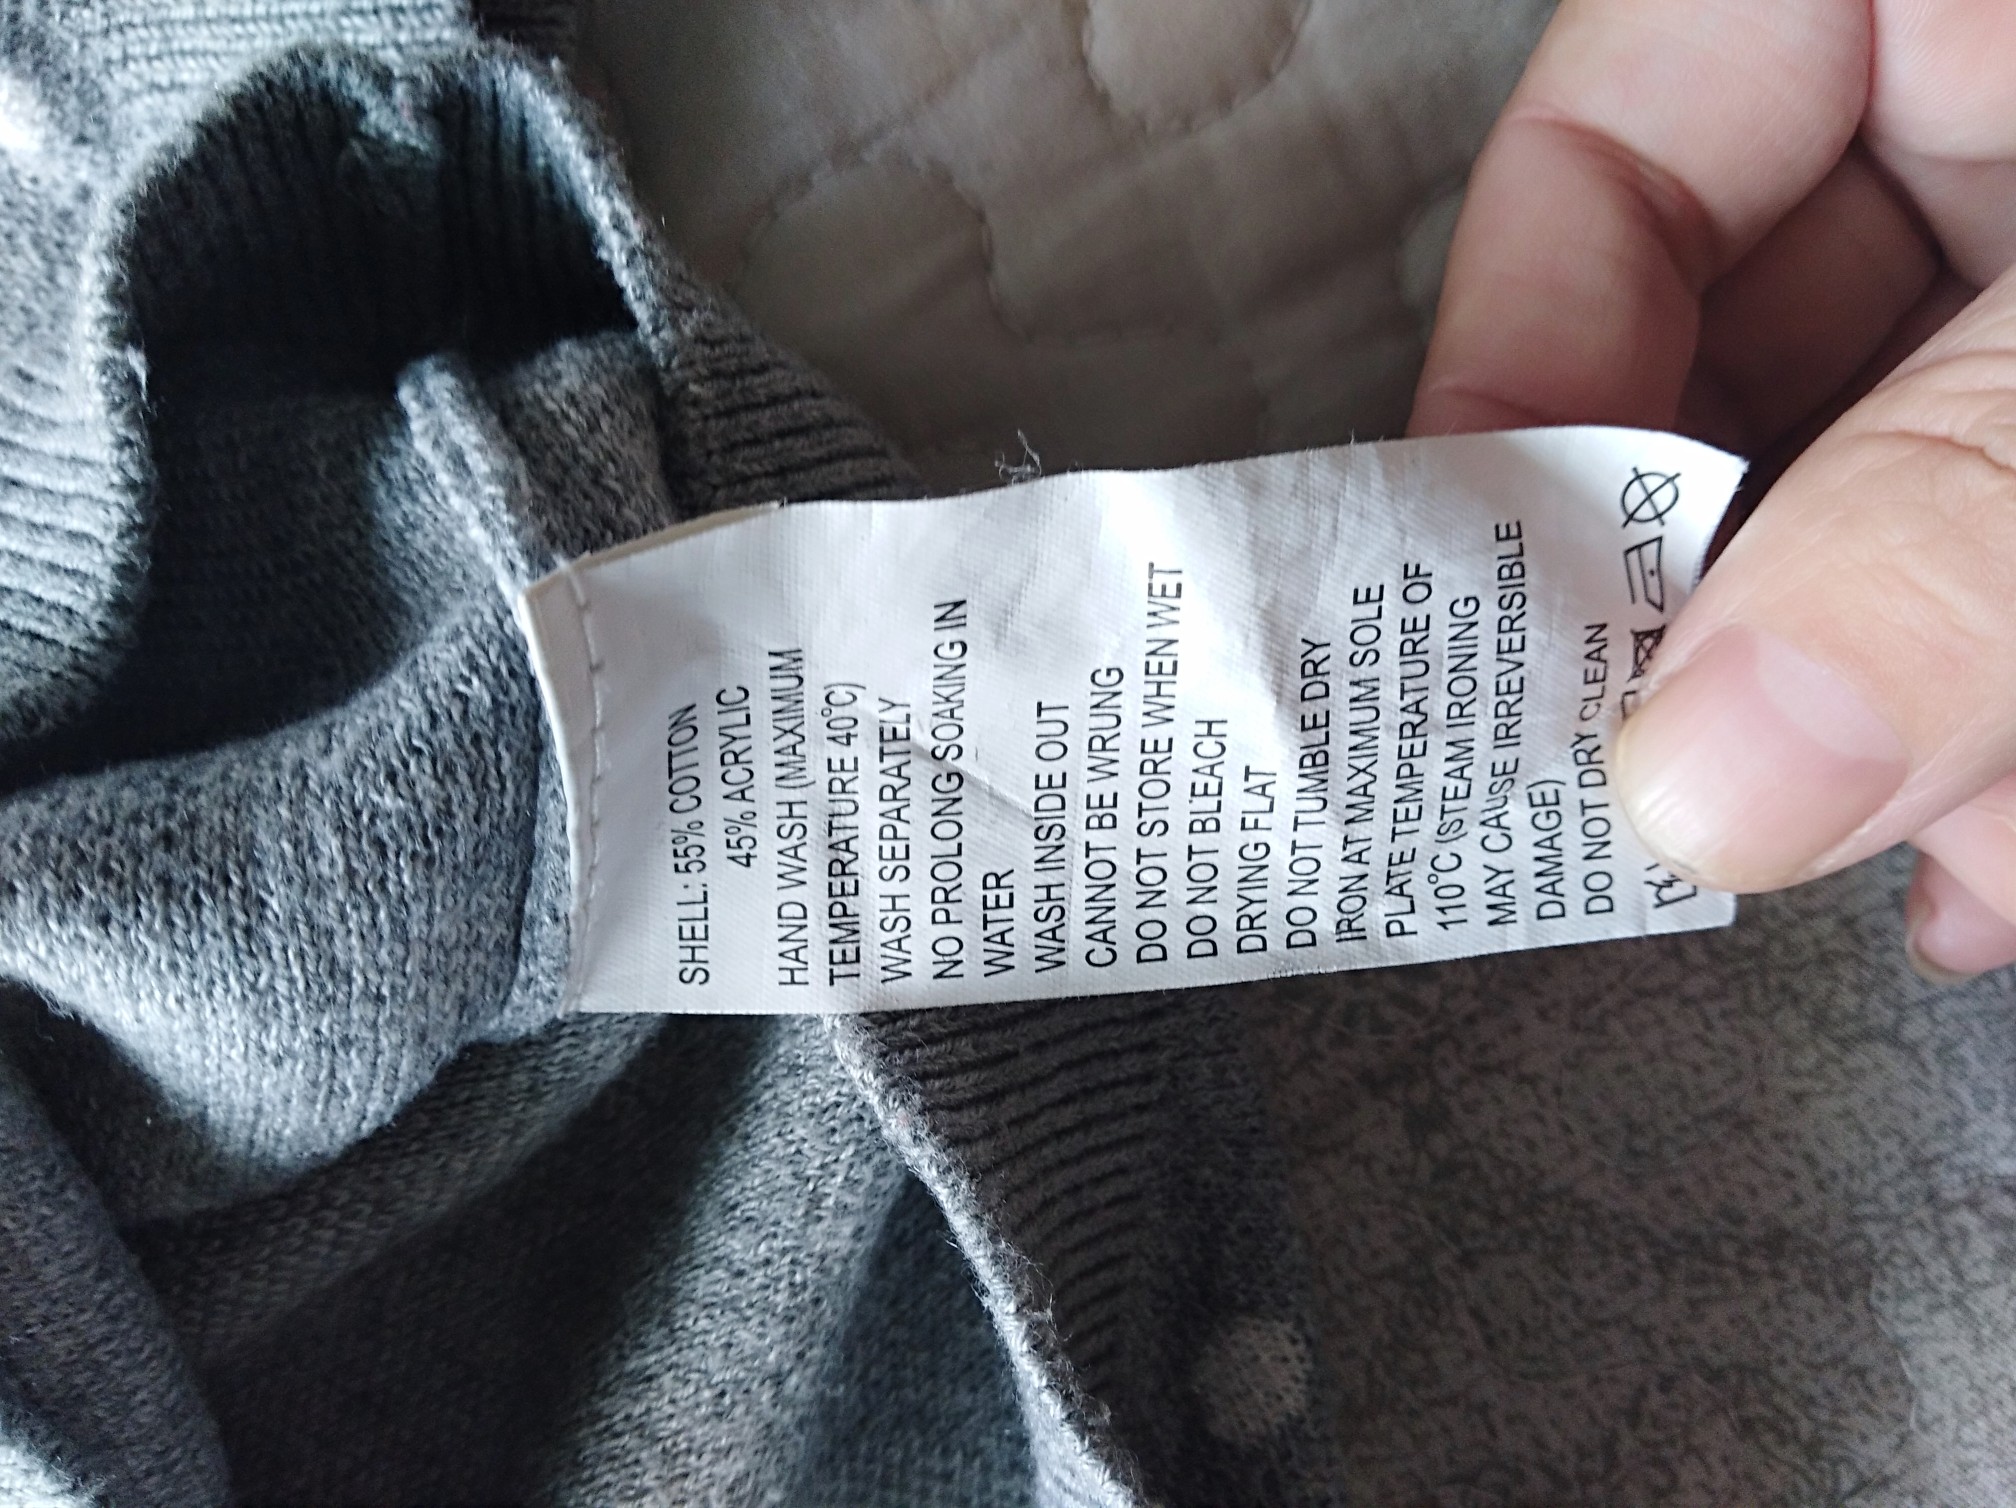 SHELL: 55% COTTON
45% ACRYLIC
HAND WASH (MAXIMUM
TEMPERATURE 40°C)
WASH SEPARATELY
NO PROLONG SOAKING IN
WATER
WASH INSIDE OUT
CANNOT BE WRUNG
DO NOT STORE WHEN WET
DO NOT BLEACH
DRYING FLAT
DO NOT TUMBLE DRY
IRON AT MAXIMUM SOLE
PLATE TEMPERATURE OF
110°C (STEAM IRONING
MAY CAUSE IRREVERSIBLE
DAMAGE)
DO NOT DRY CLEAN